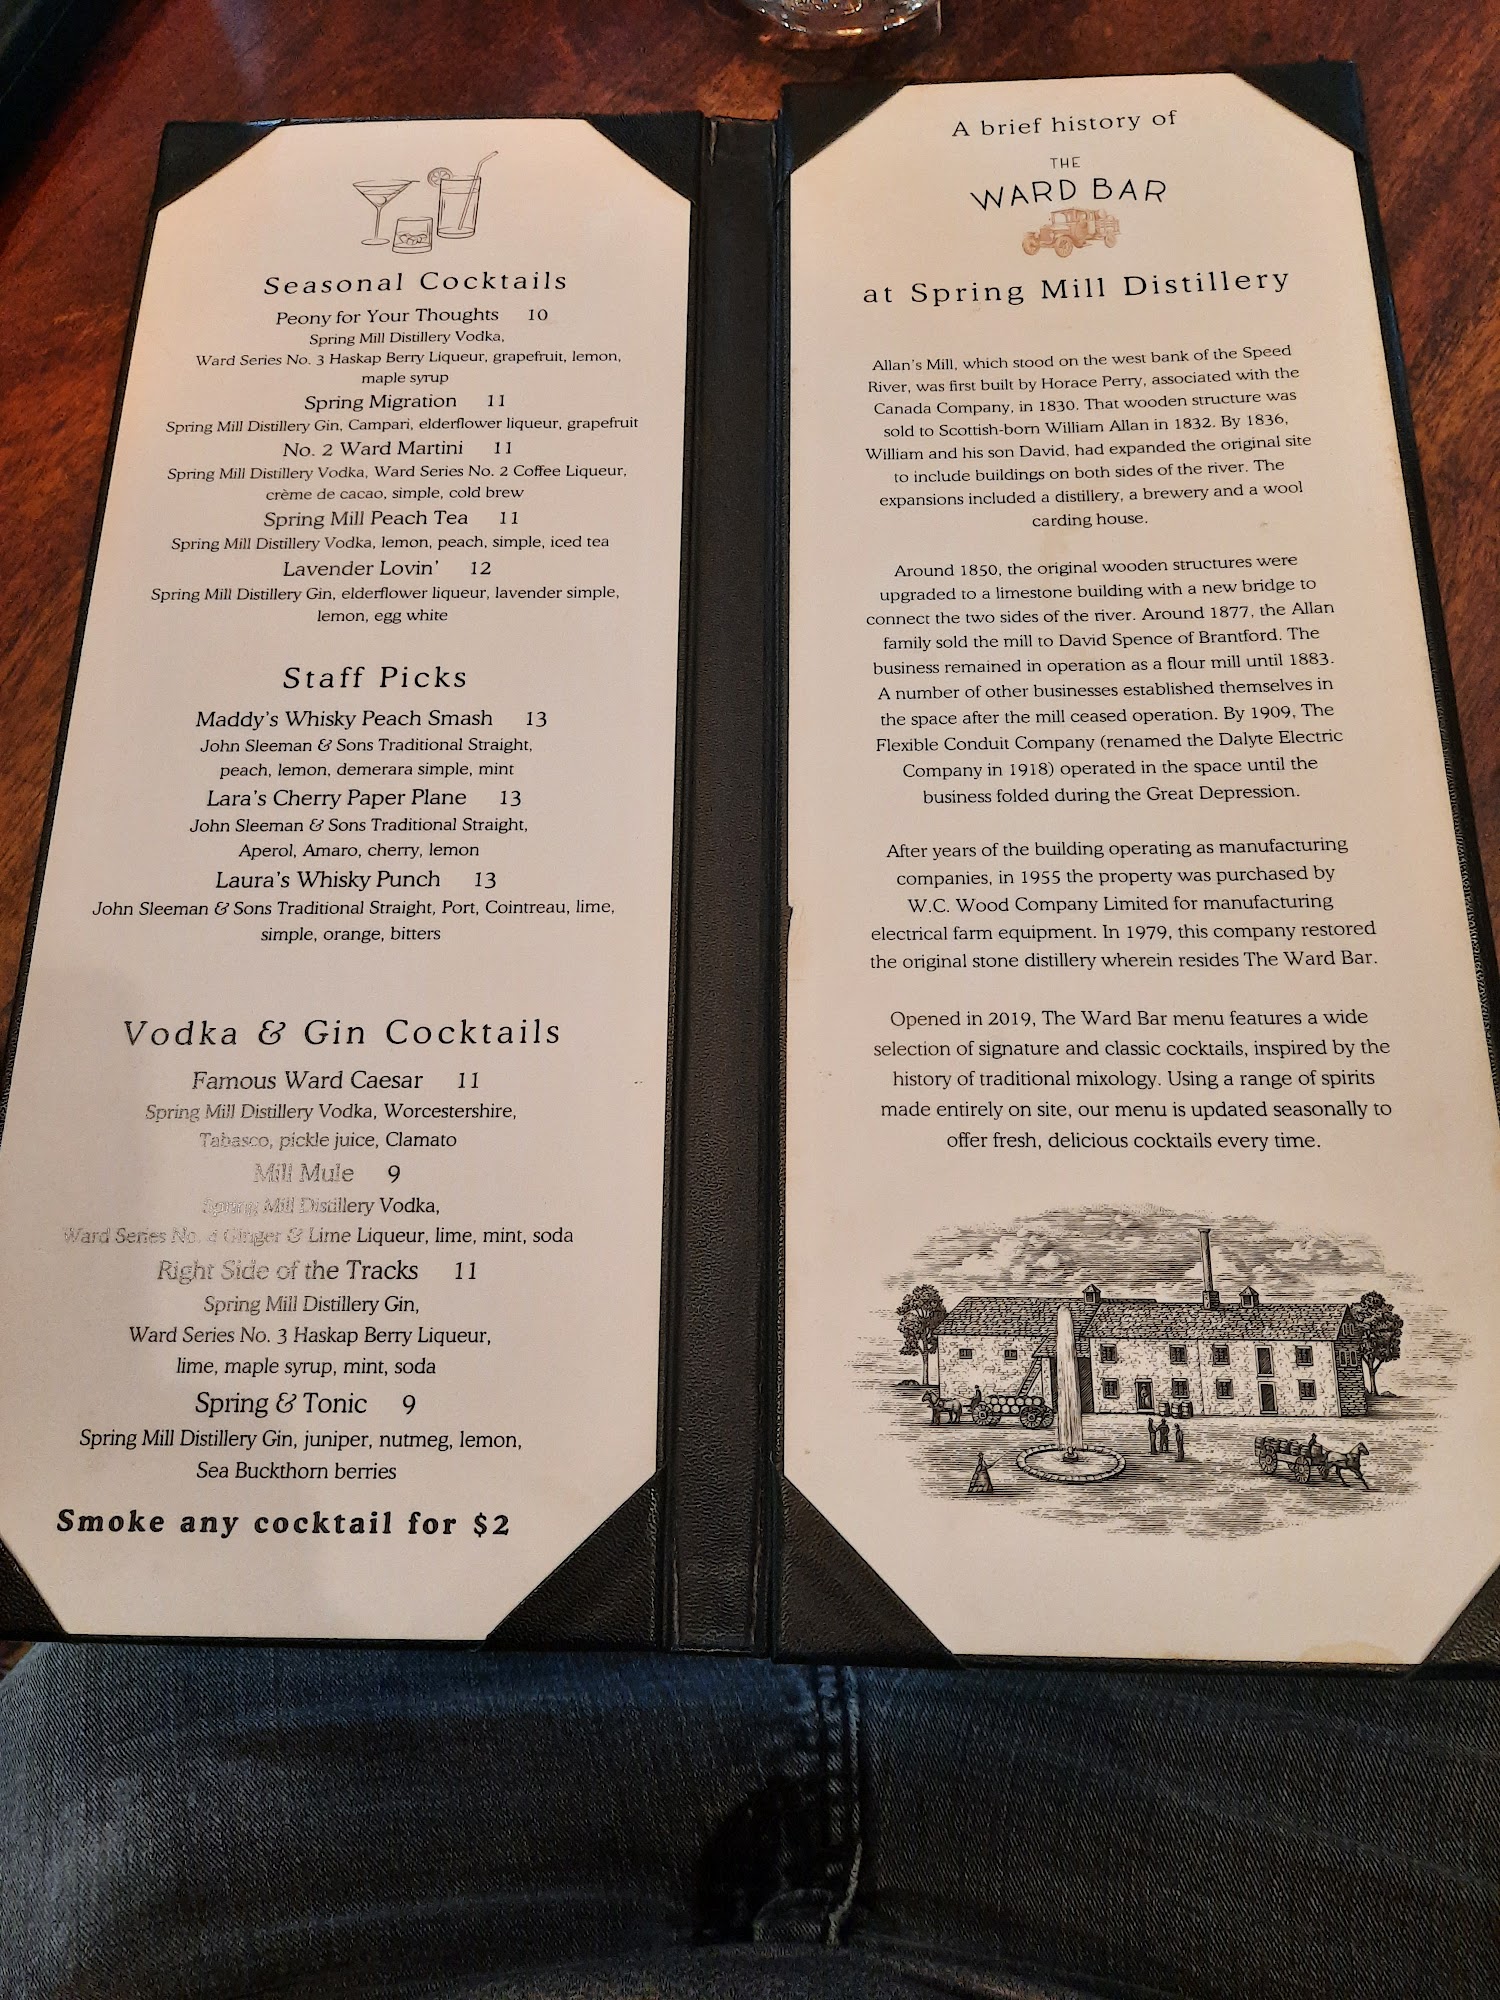 Seasonal Cocktails
Peony for Your Thoughts 10
Spring Mill Distillery Vodka,
Ward Series No. 3 Haskap Berry Liqueur, grapefruit, lemon,
maple syrup
Spring Migration 11
Spring Mill Distillery Gin, Campari, elderflower liqueur, grapefruit
No. 2 Ward Martini 11
Spring Mill Distillery Vodka, Ward Series No. 2 Coffee Liqueur,
crème de cacao, simple, cold brew
Spring Mill Peach Tea 11
Spring Mill Distillery Vodka, lemon, peach, simple, iced tea
Lavender Lovin' 12
Spring Mill Distillery Gin, elderflower liqueur, lavender simple,
lemon, egg white
Staff Picks
Maddy's Whisky Peach Smash 13
John Sleeman & Sons Traditional Straight,
peach, lemon, demerara simple, mint
Lara's Cherry Paper Plane 13
John Sleeman & Sons Traditional Straight,
Aperol, Amaro, cherry, lemon
Laura's Whisky Punch 13
John Sleeman & Sons Traditional Straight, Port, Cointreau, lime,
simple, orange, bitters
Vodka & Gin Cocktails
Famous Ward Caesar 11
Spring Mill Distillery Vodka, Worcestershire,
Tabasco, pickle juice, Clamato
Mill Mule 9
Spring Mill Distillery Vodka,
Ward Series No. 4 Ginger & Lime Liqueur, lime, mint, soda
Right Side of the Tracks 11
Spring Mill Distillery Gin,
Ward Series No. 3 Haskap Berry Liqueur,
lime, maple syrup, mint, soda
Spring & Tonic 9
Spring Mill Distillery Gin, juniper, nutmeg, lemon,
Sea Buckthorn berries
Smoke any cocktail for $2
A brief history of
THE
WARD BAR
at Spring Mill Distillery
Allan's Mill, which stood on the west bank of the Speed
River, was first built by Horace Perry, associated with the
Canada Company, in 1830. That wooden structure was
sold to Scottish-born William Allan in 1832. By 1836,
William and his son David, had expanded the original site
to include buildings on both sides of the river. The
expansions included a distillery, a brewery and a wool
carding house.
Around 1850, the original wooden structures were
upgraded to a limestone building with a new bridge to
connect the two sides of the river. Around 1877, the Allan
family sold the mill to David Spence of Brantford. The
business remained in operation as a flour mill until 1883.
A number of other businesses established themselves in
the space after the mill ceased operation. By 1909, The
Flexible Conduit Company (renamed the Dalyte Electric
Company in 1918) operated in the space until the
business folded during the Great Depression.
After years of the building operating as manufacturing
companies, in 1955 the property was purchased by
W.C. Wood Company Limited for manufacturing
electrical farm equipment. In 1979, this company restored
the original stone distillery wherein resides The Ward Bar.
Opened in 2019, The Ward Bar menu features a wide
selection of signature and classic cocktails, inspired by the
history of traditional mixology. Using a range of spirits
made entirely on site, our menu is updated seasonally to
offer fresh, delicious cocktails every time.